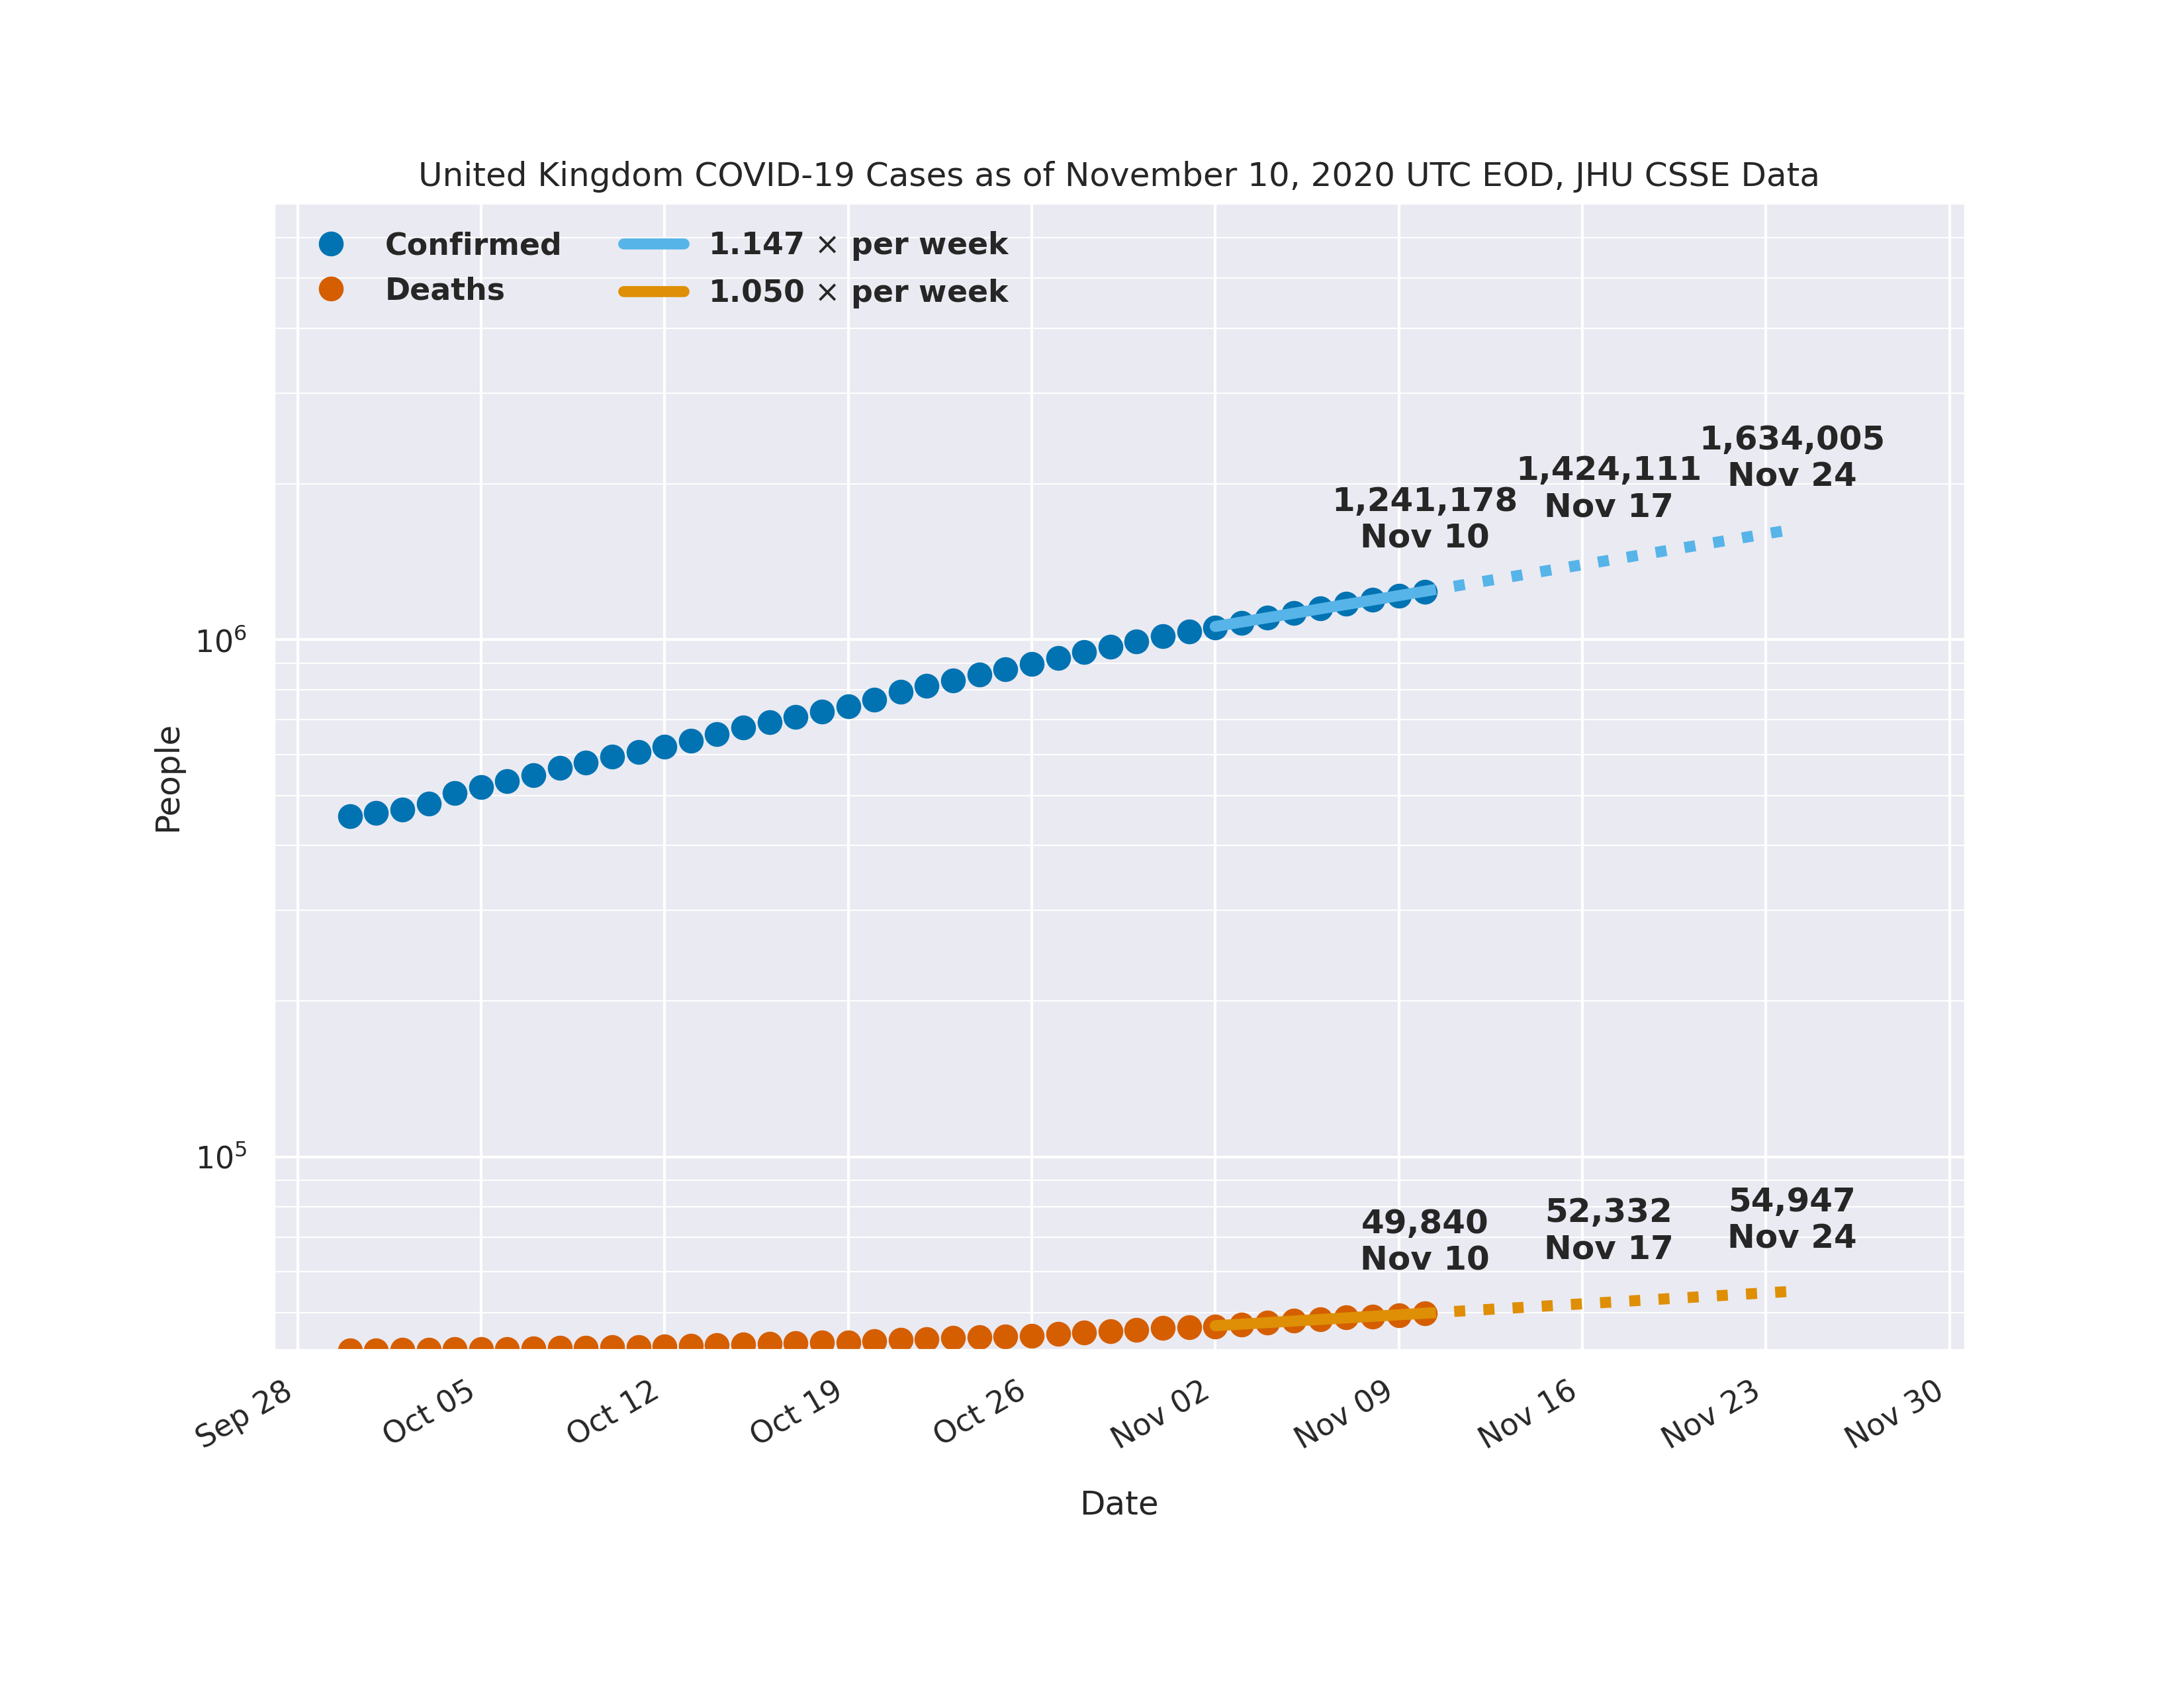 United Kingdom COVID-19 Cases as of November 10, 2020 UTC EOD, JHU CSSE Data
Confirmed
Deaths
1.147 × per week
1.050 × per week
1,634,005
Nov 24
1,424,111
Nov 17
1,241,178
Nov 10
10⁶
People
10⁵
49,840
Nov 10
52,332
Nov 17
54,947
Nov 24
Sep 28
Oct 05
Oct 12
Oct 19
Oct 26
Nov 02
Nov 09
Nov 16
Nov 23
Nov 30
Date